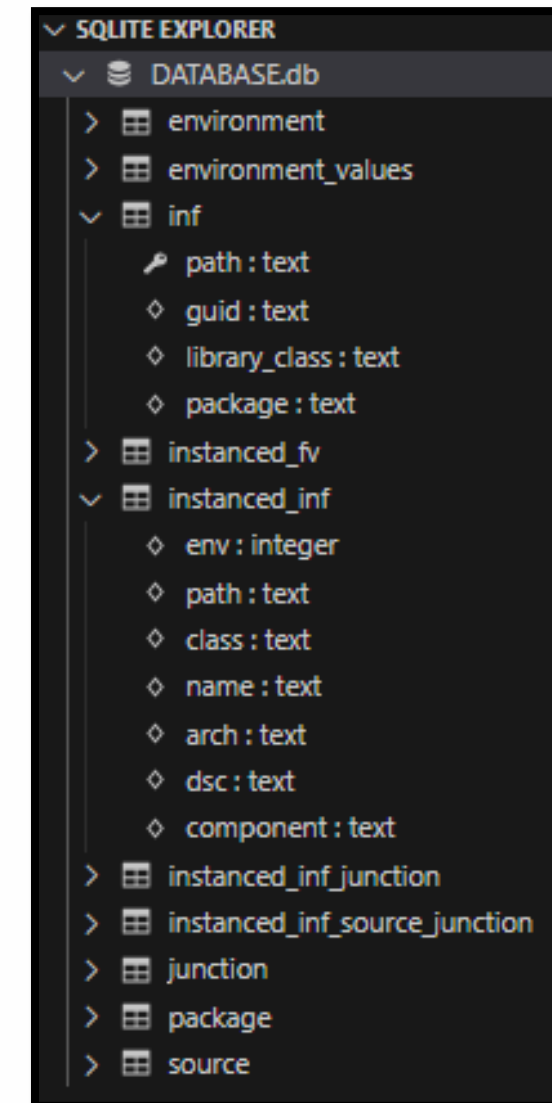 SQLITE EXPLORER
DATABASE.db
environment
environment_values
inf
path : text
guid : text
library_class : text
package : text
instanced_fv
instanced_inf
env : integer
path : text
class : text
name : text
arch : text
dsc : text
component : text
instanced_inf_junction
instanced_inf_source_junction
junction
package
source